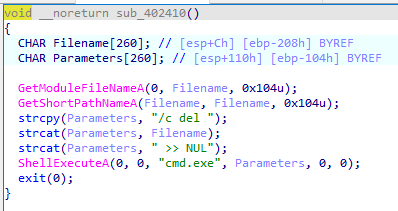 void __noreturn sub_402410()
{
CHAR Filename[260]; // [esp+Ch] [ebp-208h] BYREF
CHAR Parameters[260]; // [esp+110h] [ebp-104h] BYREF
GetModuleFileNameA(0, Filename, 0x104u);
GetShortPathNameA(Filename, Filename, 0x104u);
strcpy(Parameters, "/c del ");
strcat(Parameters, Filename);
strcat(Parameters, " >> NUL");
ShellExecuteA(0, 0, "cmd.exe", Parameters, 0, 0);
exit(0);
}